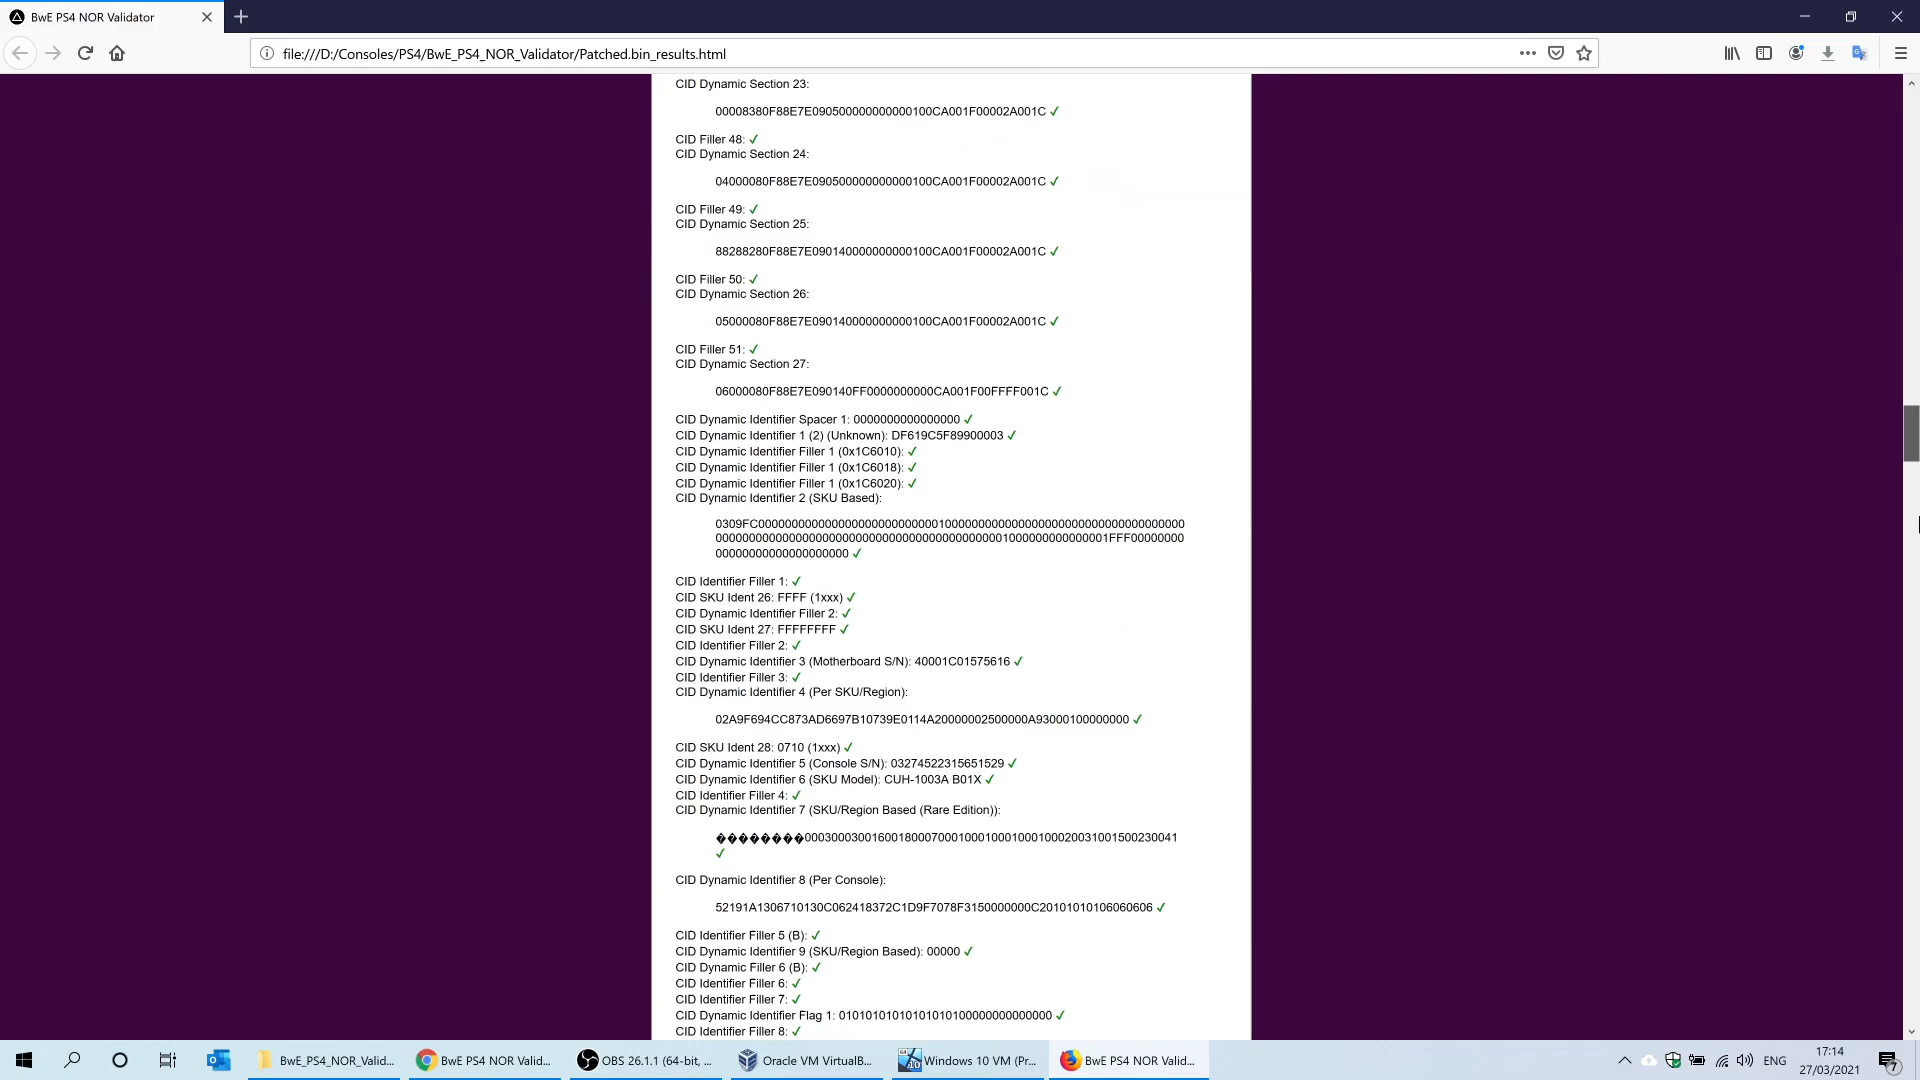 BwE PS4 NOR Validator
file:///D:/Consoles/PS4/BwE_PS4_NOR_Validator/Patched.bin_results.html
CID Dynamic Section 23:
00008380F88E7E0905000000000000100CA001F00002A001C ✓
CID Filler 48: ✓
CID Dynamic Section 24:
04000080F88E7E0905000000000000100CA001F00002A001C ✓
CID Filler 49: ✓
CID Dynamic Section 25:
88288280F88E7E090140000000000100CA001F00002A001C ✓
CID Filler 50: ✓
CID Dynamic Section 26:
05000080F88E7E090140000000000100CA001F00002A001C ✓
CID Filler 51: ✓
CID Dynamic Section 27:
06000080F88E7E090140FF0000000000CA001F00FFFF001C ✓
CID Dynamic Identifier Spacer 1: 0000000000000000 ✓
CID Dynamic Identifier 1 (2) (Unknown): DF619C5F89900003 ✓
CID Dynamic Identifier Filler 1 (0x1C6010): ✓
CID Dynamic Identifier Filler 1 (0x1C6018): ✓
CID Dynamic Identifier Filler 1 (0x1C6020): ✓
CID Dynamic Identifier 2 (SKU Based):
✓
CID Identifier Filler 1: ✓
CID SKU Ident 26: FFFF (1xxx) ✓
CID Dynamic Identifier Filler 2: ✓
CID SKU Ident 27: FFFFFFFF ✓
CID Identifier Filler 2: ✓
CID Dynamic Identifier 3 (Motherboard S/N): 40001C01575616 ✓
CID Identifier Filler 3: ✓
CID Dynamic Identifier 4 (Per SKU/Region):
02A9F694CC873AD6697B10739E0114A20000002500000A93000100000000 ✓
CID SKU Ident 28: 0710 (1xxx) ✓
CID Dynamic Identifier 5 (Console S/N): 03274522315651529 ✓
CID Dynamic Identifier 6 (SKU Model): CUH-1003A B01X ✓
CID Identifier Filler 4: ✓
CID Dynamic Identifier 7 (SKU/Region Based (Rare Edition)):
��������00030003001600180007000100010001000100020031001500230041
✓
CID Dynamic Identifier 8 (Per Console):
52191A1306710130C062418372C1D9F7078F3150000000C20101010106060606 ✓
CID Identifier Filler 5 (B): ✓
CID Dynamic Identifier 9 (SKU/Region Based): 00000 ✓
CID Dynamic Filler 6 (B): ✓
CID Identifier Filler 6: ✓
CID Identifier Filler 7: ✓
CID Dynamic Identifier Flag 1: 01010101010101010100000000000000 ✓
CID Identifier Filler 8: ✓
BwE_PS4_NOR_Valid...
BwE PS4 NOR Valid...
OBS 26.1.1 (64-bit, ...
Oracle VM VirtualB...
Windows 10 VM (Pr...
BwE PS4 NOR Valid...
ENG
17:14
27/03/2021
7